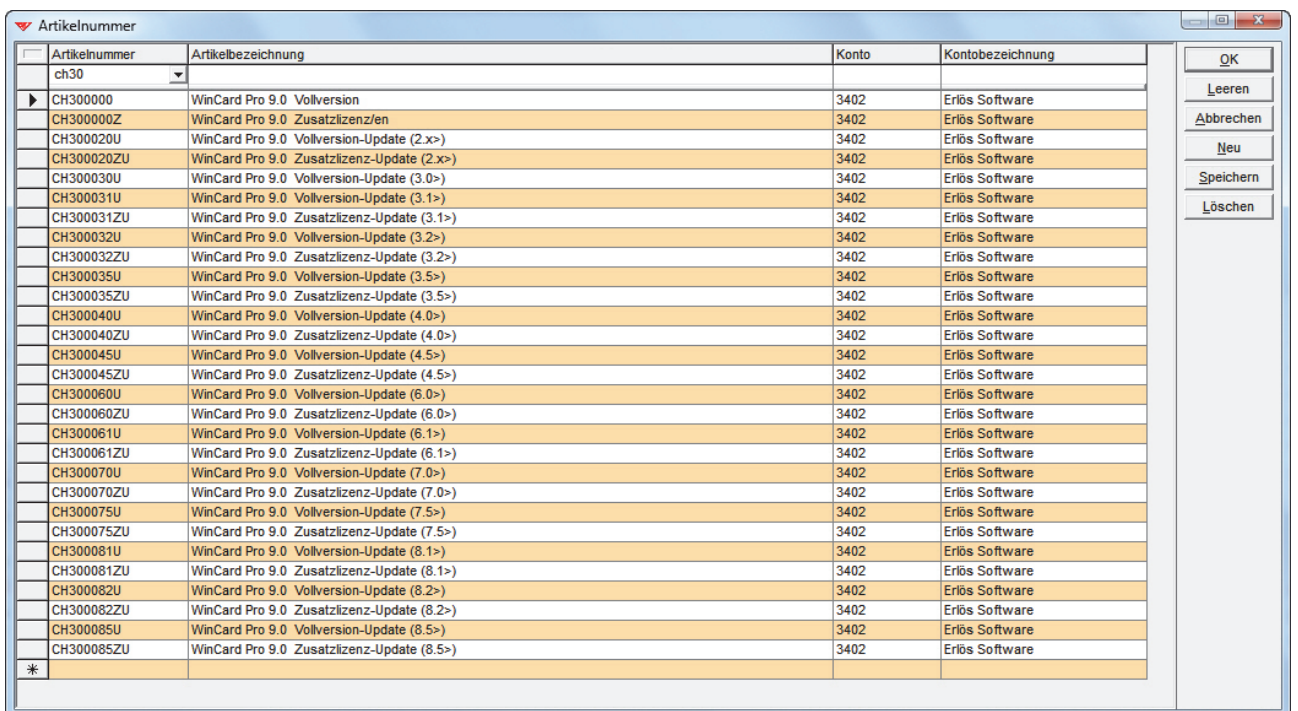 Artikelnummer
Artikelnummer Artikelbezeichnung Konto Kontobezeichnung OK
ch30
Leeren
CH300000 WinCard Pro 9.0 Vollversion 3402 Erlös Software
CH300000Z WinCard Pro 9.0 Zusatzlizenz/en 3402 Erlös Software Abbrechen
CH300020U WinCard Pro 9.0 Vollversion-Update (2.x>) 3402 Erlös Software Neu
CH300020ZU WinCard Pro 9.0 Zusatzlizenz-Update (2.x>) 3402 Erlös Software
CH300030U WinCard Pro 9.0 Vollversion-Update (3.0>) 3402 Erlös Software Speichern
CH300031U WinCard Pro 9.0 Vollversion-Update (3.1>) 3402 Erlös Software Löschen
CH300031ZU WinCard Pro 9.0 Zusatzlizenz-Update (3.1>) 3402 Erlös Software
CH300032U WinCard Pro 9.0 Vollversion-Update (3.2>) 3402 Erlös Software
CH300032ZU WinCard Pro 9.0 Zusatzlizenz-Update (3.2>) 3402 Erlös Software
CH300035U WinCard Pro 9.0 Vollversion-Update (3.5>) 3402 Erlös Software
CH300035ZU WinCard Pro 9.0 Zusatzlizenz-Update (3.5>) 3402 Erlös Software
CH300040U WinCard Pro 9.0 Vollversion-Update (4.0>) 3402 Erlös Software
CH300040ZU WinCard Pro 9.0 Zusatzlizenz-Update (4.0>) 3402 Erlös Software
CH300045U WinCard Pro 9.0 Vollversion-Update (4.5>) 3402 Erlös Software
CH300045ZU WinCard Pro 9.0 Zusatzlizenz-Update (4.5>) 3402 Erlös Software
CH300060U WinCard Pro 9.0 Vollversion-Update (6.0>) 3402 Erlös Software
CH300060ZU WinCard Pro 9.0 Zusatzlizenz-Update (6.0>) 3402 Erlös Software
CH300061U WinCard Pro 9.0 Vollversion-Update (6.1>) 3402 Erlös Software
CH300061ZU WinCard Pro 9.0 Zusatzlizenz-Update (6.1>) 3402 Erlös Software
CH300070U WinCard Pro 9.0 Vollversion-Update (7.0>) 3402 Erlös Software
CH300070ZU WinCard Pro 9.0 Zusatzlizenz-Update (7.0>) 3402 Erlös Software
CH300075U WinCard Pro 9.0 Vollversion-Update (7.5>) 3402 Erlös Software
CH300075ZU WinCard Pro 9.0 Zusatzlizenz-Update (7.5>) 3402 Erlös Software
CH300081U WinCard Pro 9.0 Vollversion-Update (8.1>) 3402 Erlös Software
CH300081ZU WinCard Pro 9.0 Zusatzlizenz-Update (8.1>) 3402 Erlös Software
CH300082U WinCard Pro 9.0 Vollversion-Update (8.2>) 3402 Erlös Software
CH300082ZU WinCard Pro 9.0 Zusatzlizenz-Update (8.2>) 3402 Erlös Software
CH300085U WinCard Pro 9.0 Vollversion-Update (8.5>) 3402 Erlös Software
CH300085ZU WinCard Pro 9.0 Zusatzlizenz-Update (8.5>) 3402 Erlös Software